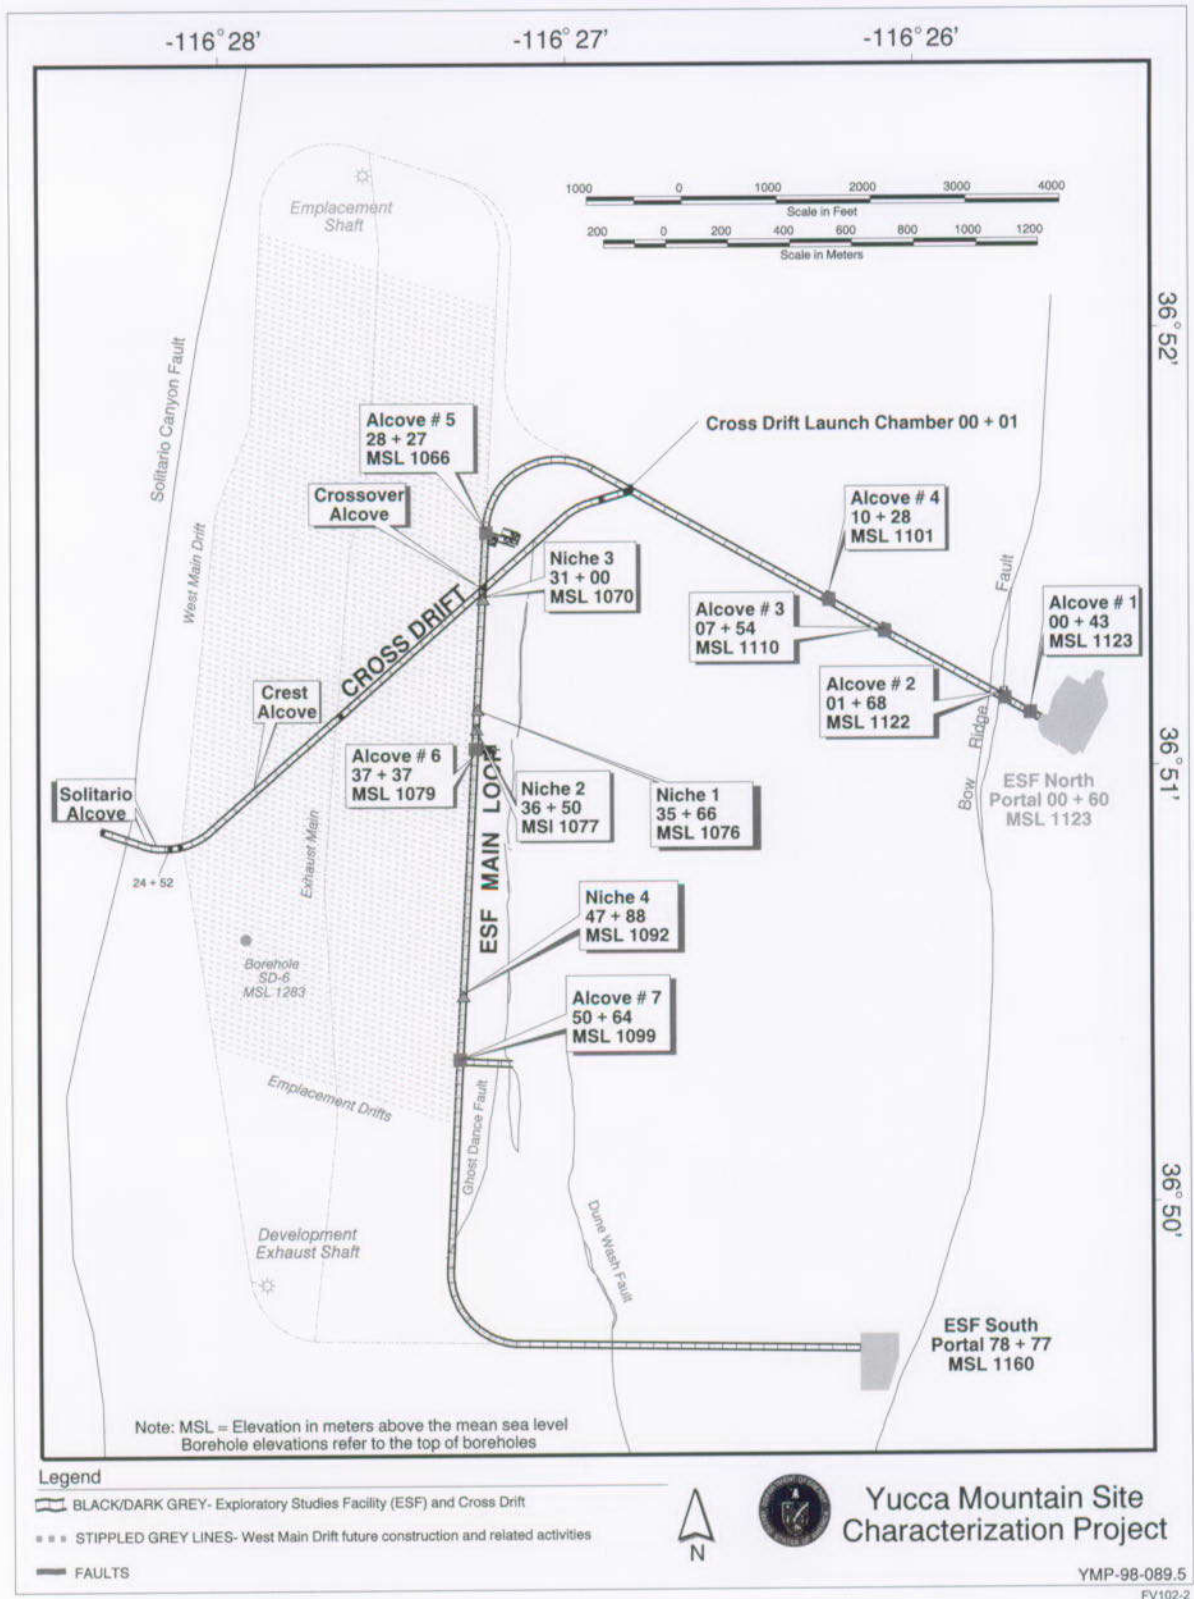 -116° 28'
-116° 27'
-116° 26'
1000 0 1000 2000 3000 4000
Scale in Feet
200 0 200 400 600 800 1000 1200
Scale in Meters
Emplacement
Shaft
36° 52'
Solitario Canyon Fault
Alcove # 5
28 + 27
MSL 1066
Cross Drift Launch Chamber 00 + 01
Crossover
Alcove
Alcove # 4
10 + 28
MSL 1101
West Main Drift
Niche 3
31 + 00
MSL 1070
Fault
CROSS DRIFT
Alcove # 3
07 + 54
MSL 1110
Alcove # 1
00 + 43
MSL 1123
Crest
Alcove
Alcove # 2
01 + 68
MSL 1122
Ridge
Bow
36° 51'
Alcove # 6
37 + 37
MSL 1079
ESF MAIN LOOP
Niche 2
36 + 50
MSl 1077
Niche 1
35 + 66
MSL 1076
ESF North
Portal 00 + 60
MSL 1123
Solitario
Alcove
24 + 52
Exhaust Main
Niche 4
47 + 88
MSL 1092
Borehole
SD-6
MSL 1283
Alcove # 7
50 + 64
MSL 1099
Emplacement Drifts
Ghost Dance Fault
36° 50'
Development
Exhaust Shaft
Dune Wash Fault
ESF South
Portal 78 + 77
MSL 1160
Note: MSL = Elevation in meters above the mean sea level
Borehole elevations refer to the top of boreholes
Legend
BLACK/DARK GREY- Exploratory Studies Facility (ESF) and Cross Drift
STIPPLED GREY LINES- West Main Drift future construction and related activities
FAULTS
N
Yucca Mountain Site
Characterization Project
YMP-98-089.5
FV102-2